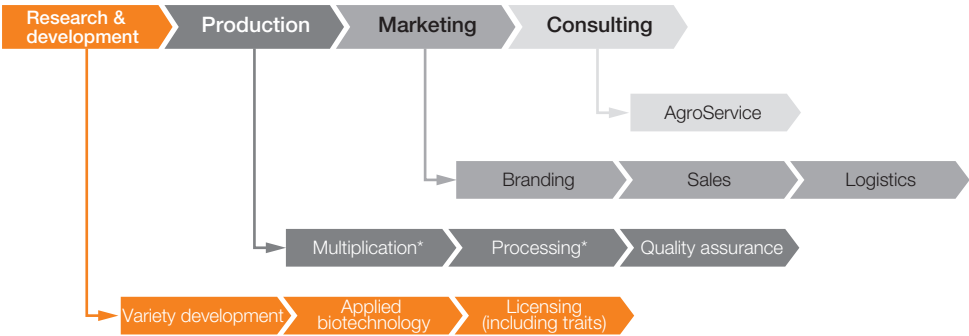 Research &
development
Production
Marketing
Consulting
AgroService
Branding
Sales
Logistics
Multiplication*
Processing*
Quality assurance
Variety development
Applied
biotechnology
Licensing
(including traits)